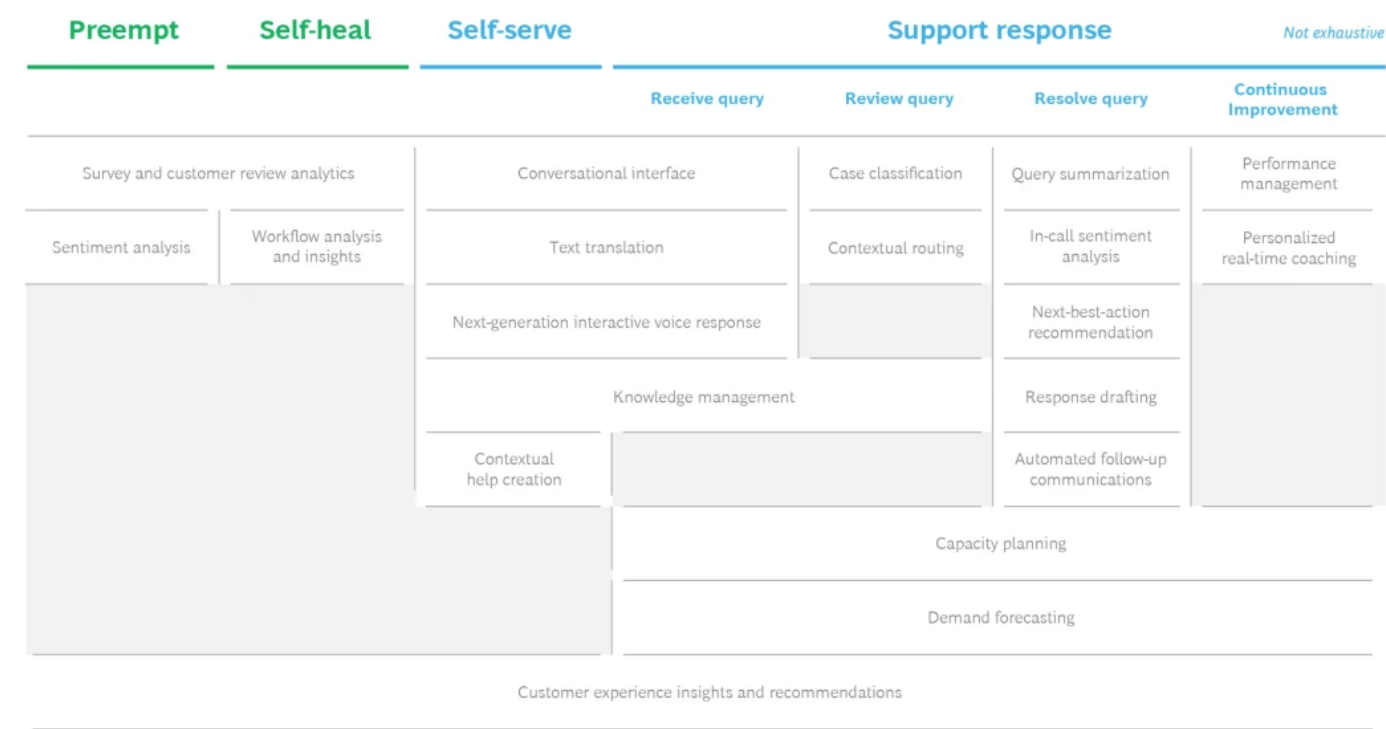 Preempt
Self-heal
Self-serve
Support response
Not exhaustive
Receive query
Review query
Resolve query
Continuous
Improvement
Survey and customer review analytics
Conversational interface
Case classification
Query summarization
Performance
management
Sentiment analysis
Workflow analysis
and insights
Text translation
Contextual routing
In-call sentiment
analysis
Personalized
real-time coaching
Next-generation interactive voice response
Next-best-action
recommendation
Knowledge management
Response drafting
Contextual
help creation
Automated follow-up
communications
Capacity planning
Demand forecasting
Customer experience insights and recommendations